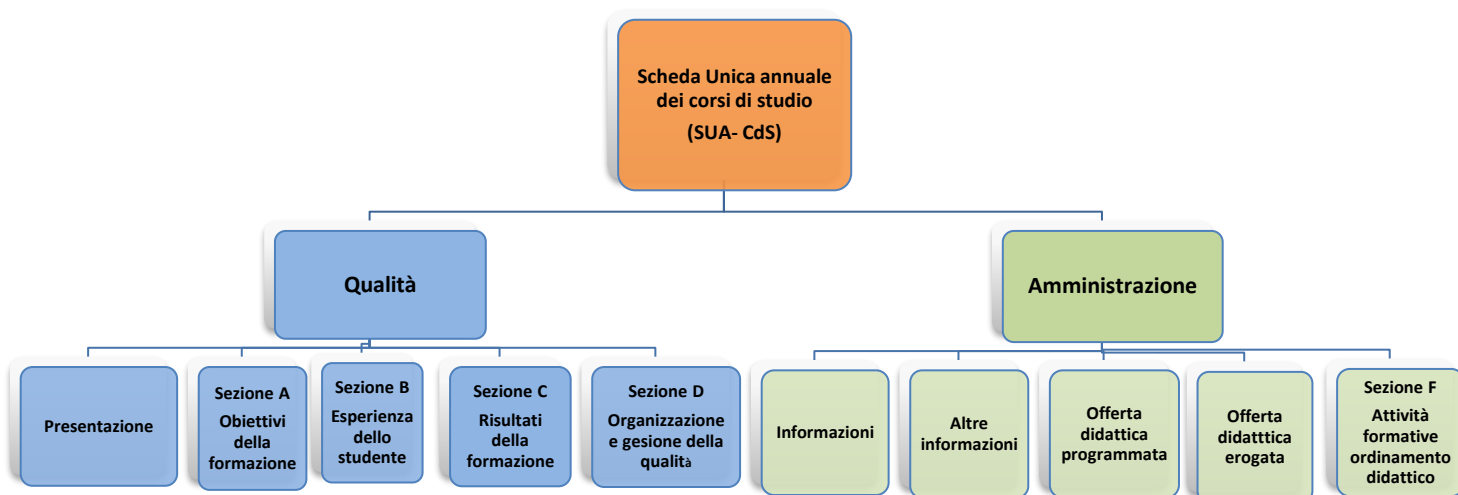 Scheda Unica annuale
dei corsi di studio
(SUA- CdS)
Qualità
Amministrazione
Presentazione
Sezione A
Obiettivi
della
formazione
Sezione B
Esperienza
dello
studente
Sezione C
Risultati
della
formazione
Sezione D
Organizzazione
e gesione della
qualità
Informazioni
Altre
informazioni
Offerta
didattica
programmata
Offerta
didatttica
erogata
Sezione F
Attività
formative
ordinamento
didattico